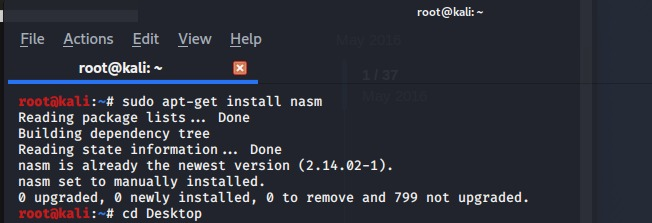 root@kali: ~
File Actions Edit View Help
May 2018
root@kali: ~
1 / 37
May 2018
root@kali:~# sudo apt-get install nasm
Reading package lists... Done
Building dependency tree
Reading state information... Done
nasm is already the newest version (2.14.02-1).
nasm set to manually installed.
0 upgraded, 0 newly installed, 0 to remove and 799 not upgraded.
root@kali:~# cd Desktop